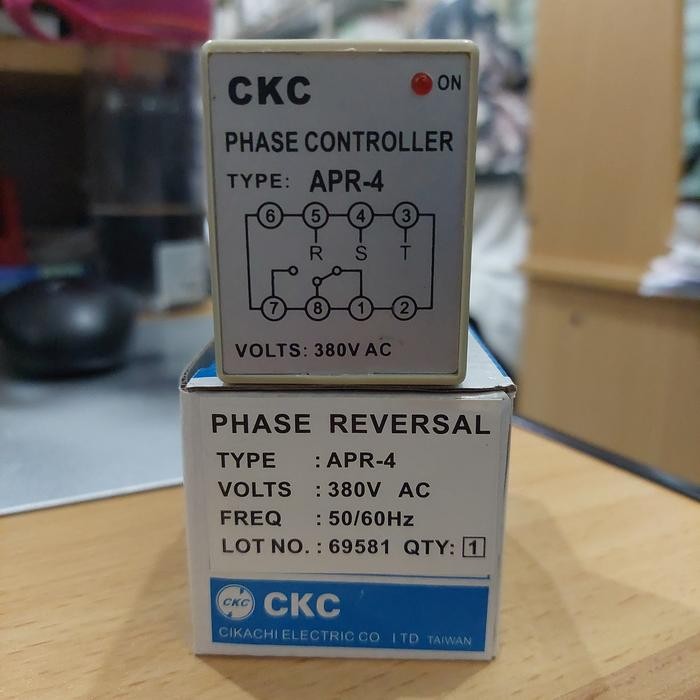 CKC
ON
PHASE CONTROLLER
TYPE: APR-4
6 5 4 3
R S T
7 8 1 2
VOLTS: 380V AC
PHASE REVERSAL
TYPE : APR-4
VOLTS : 380V AC
FREQ : 50/60Hz
LOT NO. : 69581 QTY: 1
CKC CKC
CIKACHI ELECTRIC CO LTD TAIWAN